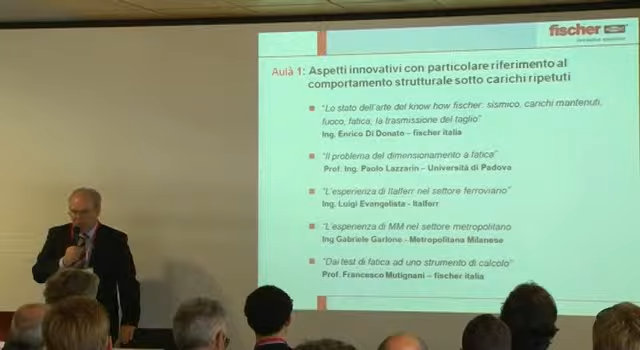 fischer
Aula 1: Aspetti innovativi con particolare riferimento al
comportamento strutturale sotto carichi ripetuti
"Lo stato dell'arte del know how fischer: sismico, carichi mantenuti,
fuoco, fatica, la trasmissione del taglio"
Ing. Enrico Di Donato – fischer italia
"Il problema del dimensionamento a fatica"
Prof. Ing. Paolo Lazzarin – Università di Padova
"L'esperienza di Italferr nel settore ferroviario"
Ing. Luigi Evangelista - Italferr
"L'esperienza di MM nel settore metropolitano
Ing Gabriele Garlone - Metropolitana Milanese
"Dai test di fatica ad uno strumento di calcolo"
Prof. Francesco Mutignani – fischer italia